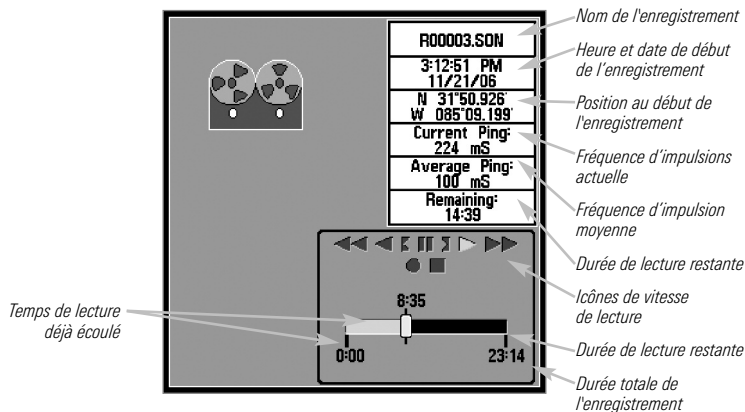 R00003.SON
3:12:51 PM
11/21/06
N 31°50.926'
W 085°09.199'
Current Ping:
224 mS
Average Ping:
100 mS
Remaining:
14:39
8:35
0:00
23:14
Nom de l'enregistrement
Heure et date de début
de l'enregistrement
Position au début de
l'enregistrement
Fréquence d'impulsions
actuelle
Fréquence d'impulsion
moyenne
Durée de lecture restante
Icônes de vitesse
de lecture
Durée de lecture restante
Durée totale de
l'enregistrement
Temps de lecture
déjà écoulé